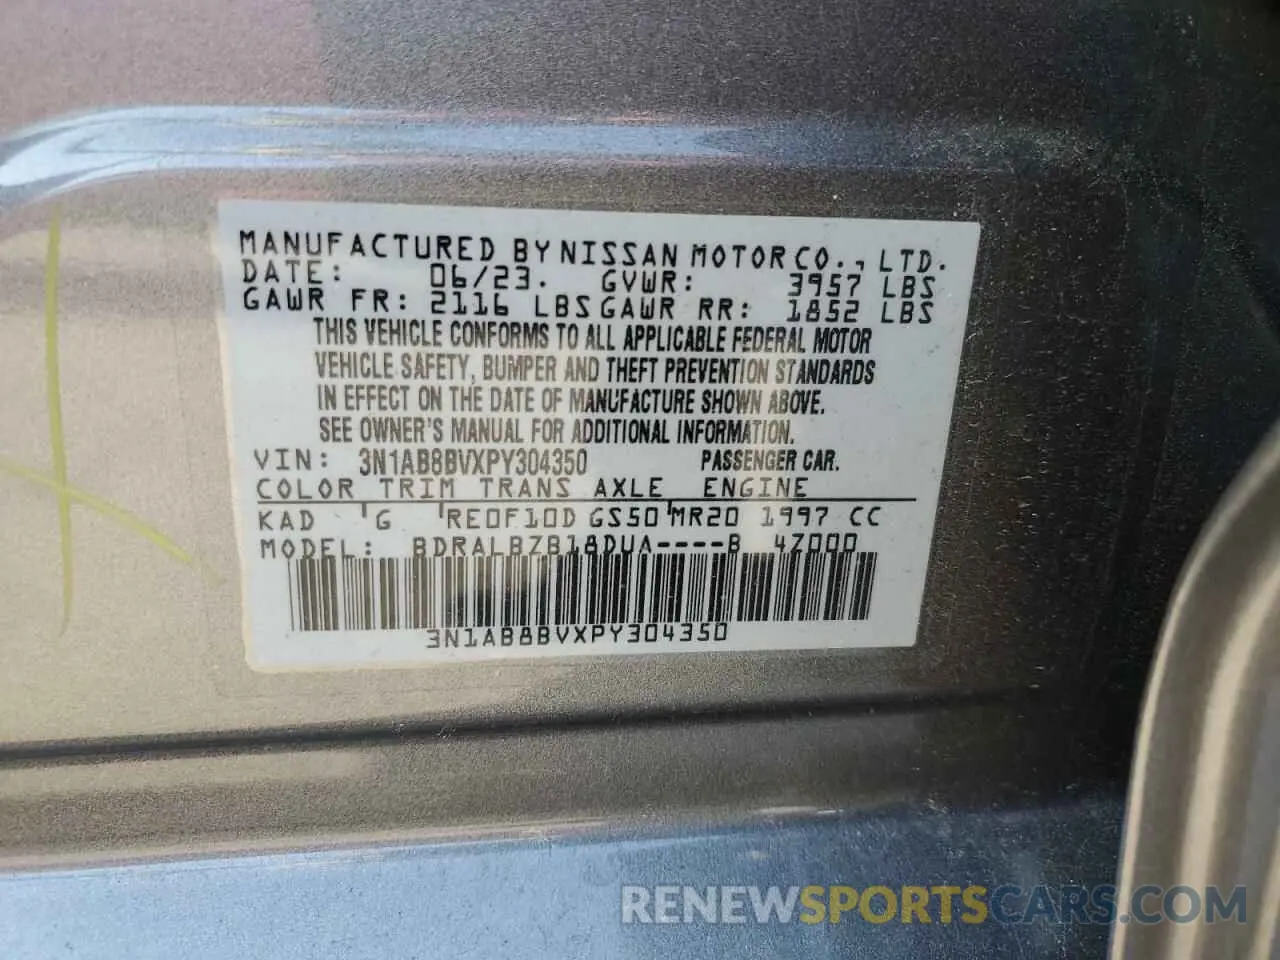 MANUFACTURED BY NISSAN MOTOR CO., LTD.
DATE: 06/23. GVWR: 3957 LBS
GAWR FR: 2116 LBS GAWR RR: 1852 LBS
THIS VEHICLE CONFORMS TO ALL APPLICABLE FEDERAL MOTOR
VEHICLE SAFETY, BUMPER AND THEFT PREVENTION STANDARDS
IN EFFECT ON THE DATE OF MANUFACTURE SHOWN ABOVE.
SEE OWNER'S MANUAL FOR ADDITIONAL INFORMATION.
VIN: 3N1AB8BVXPY304350 PASSENGER CAR.
COLOR TRIM TRANS AXLE ENGINE
KAD 'G 'RE0F10D GS50'MR20 1997 CC
MODEL: BDRALBZB18DUA----B 4Z000
3N1AB8BVXPY304350
RENEWSPORTSCARS.COM